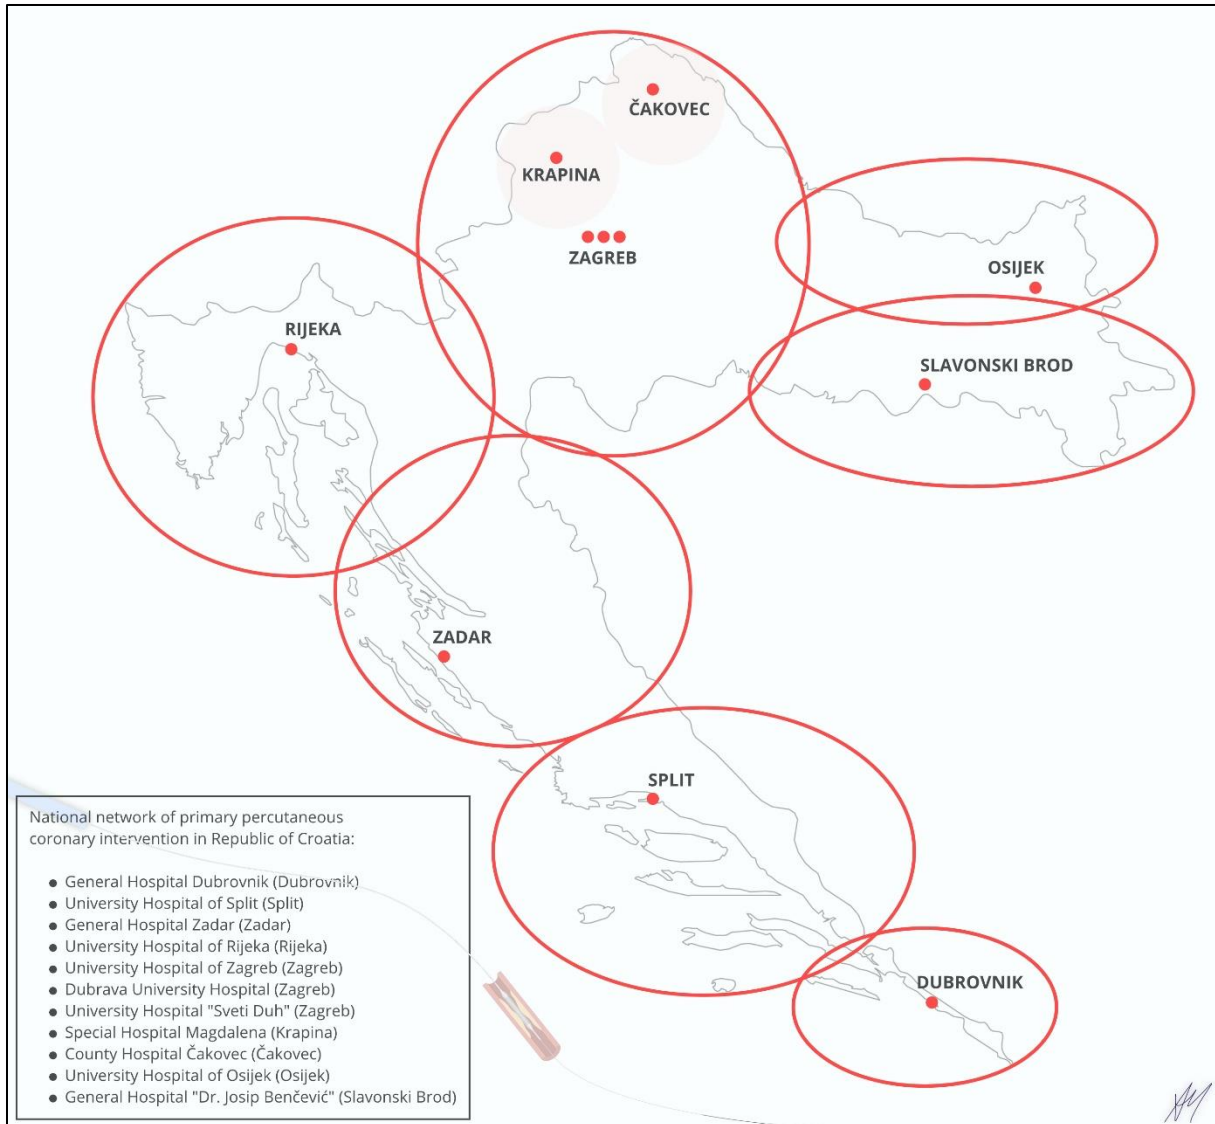 ČAKOVEC
KRAPINA
ZAGREB
OSIJEK
RIJEKA
SLAVONSKI BROD
ZADAR
SPLIT
DUBROVNIK
National network of primary percutaneous
coronary intervention in Republic of Croatia:
● General Hospital Dubrovnik (Dubrovnik)
● University Hospital of Split (Split)
● General Hospital Zadar (Zadar)
● University Hospital of Rijeka (Rijeka)
● University Hospital of Zagreb (Zagreb)
● Dubrava University Hospital (Zagreb)
● University Hospital "Sveti Duh" (Zagreb)
● Special Hospital Magdalena (Krapina)
● County Hospital Čakovec (Čakovec)
● University Hospital of Osijek (Osijek)
● General Hospital "Dr. Josip Benčević" (Slavonski Brod)